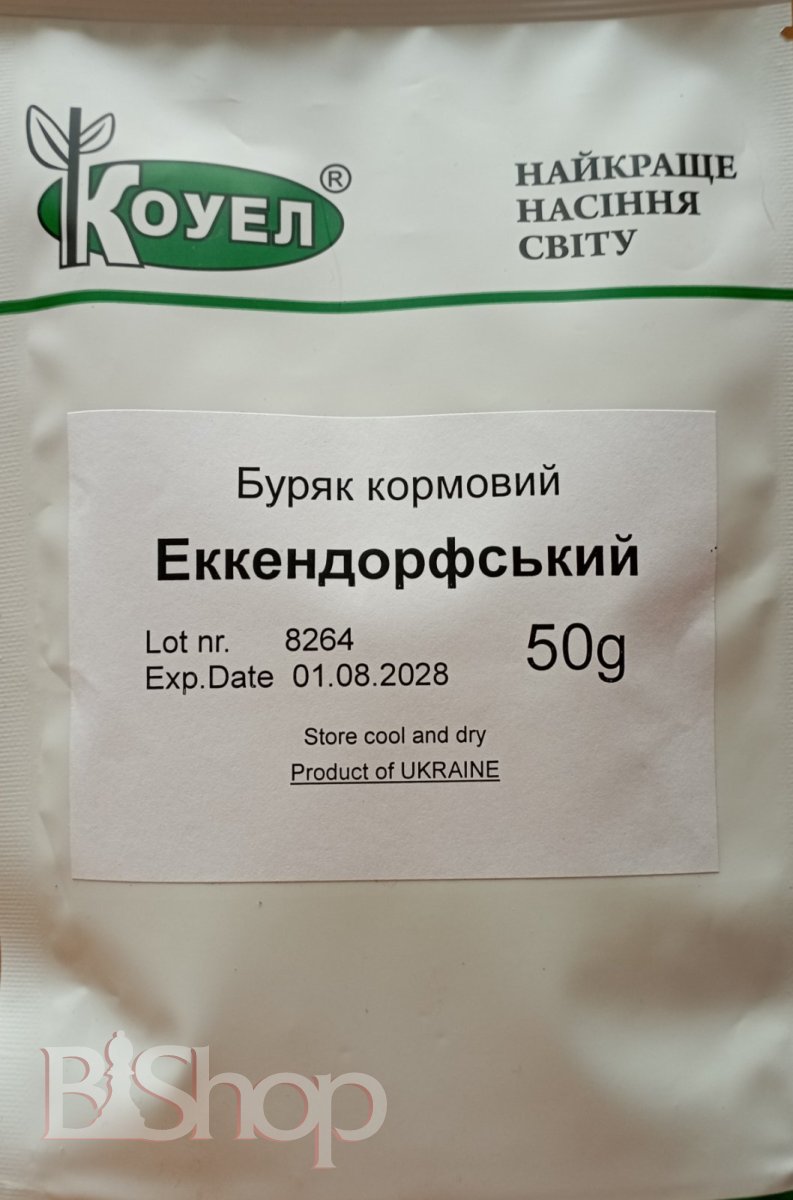 КОУЕЛ ®
НАЙКРАЩЕ
НАСІННЯ
СВІТУ
Буряк кормовий
Еккендорфський
Lot nr. 8264
50g
Exp.Date 01.08.2028
Store cool and dry
Product of UKRAINE
BiShop